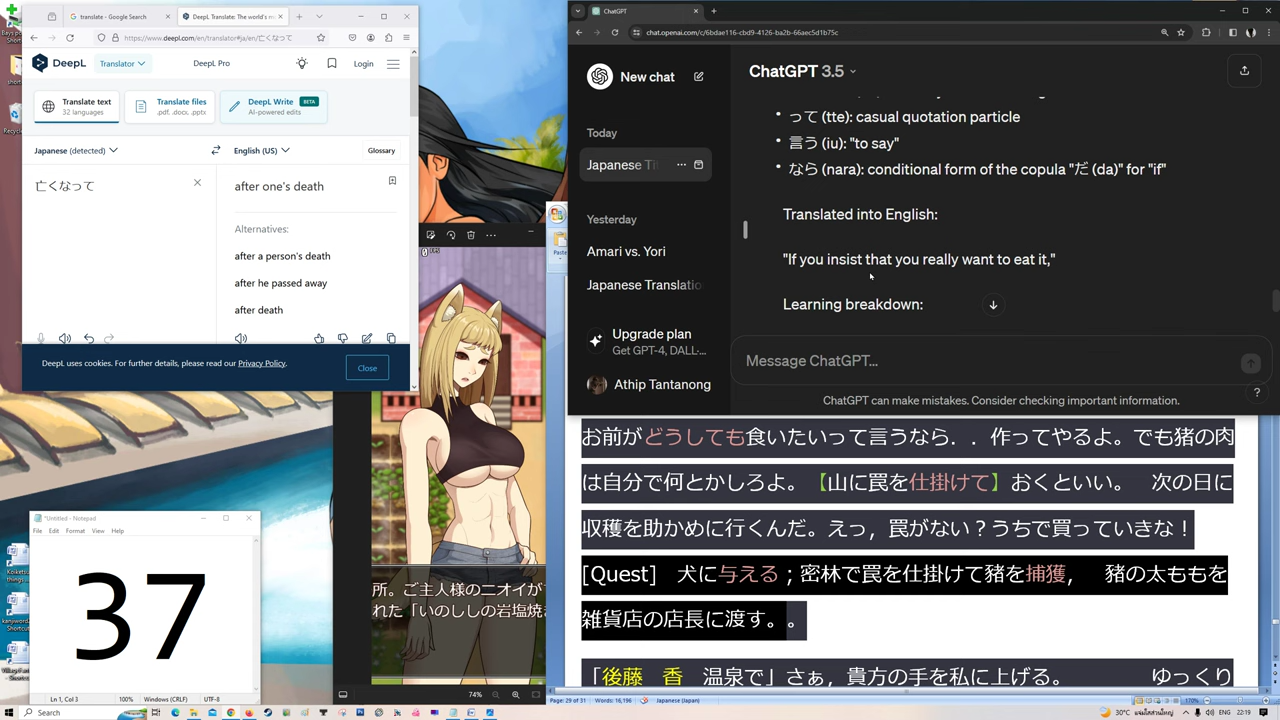 translate - Google Search
DeepL Translate: The world's m
https://www.deepl.com/en/translator#ja/en/亡くなって
DeepL
Translator
DeepL Pro
Login
Translate text
32 languages
Translate files
.pdf, .docx, .pptx
DeepL Write BETA
AI-powered edits
Japanese (detected)
English (US)
Glossary
亡くなって
after one's death
Alternatives:
after a person's death
after he passed away
after death
DeepL uses cookies. For further details, please read our Privacy Policy.
Close
ChatGPT
chat.openai.com/c/6bdae116-cbd9-4126-ba2b-66aec5d1b75c
New chat
ChatGPT 3.5
Today
Japanese Ti
Yesterday
Amari vs. Yori
Japanese Translatio
Upgrade plan
Get GPT-4, DALL·...
Athip Tantanong
• って (tte): casual quotation particle
• 言う (iu): "to say"
• なら (nara): conditional form of the copula "だ (da)" for "if"
Translated into English:
"If you insist that you really want to eat it,"
Learning breakdown:
Message ChatGPT...
ChatGPT can make mistakes. Consider checking important information.
?
Paste
お前がどうしても食いたいって言うなら．．作ってやるよ。でも猪の肉
は自分で何とかしろよ。【山に罠を仕掛けて】おくといい。　次の日に
収穫を助かめに行くんだ。えっ，罠がない？うちで買っていきな！
[Quest]　犬に与える；密林で罠を仕掛けて猪を捕獲，　猪の太ももを
雑貨店の店長に渡す。。
「後藤　香　温泉で」さぁ，貴方の手を私に上げる。　ゆっくり
所。ご主人様のニオイが
れた「いのししの岩塩焼
74%
*Untitled - Notepad
File Edit Format View Help
37
Ln 1, Col 3
100%
Windows (CRLF)
UTF-8
Page: 29 of 31
Words: 16,196
Japanese (Japan)
170%
Search
30°C
ENG
22:19